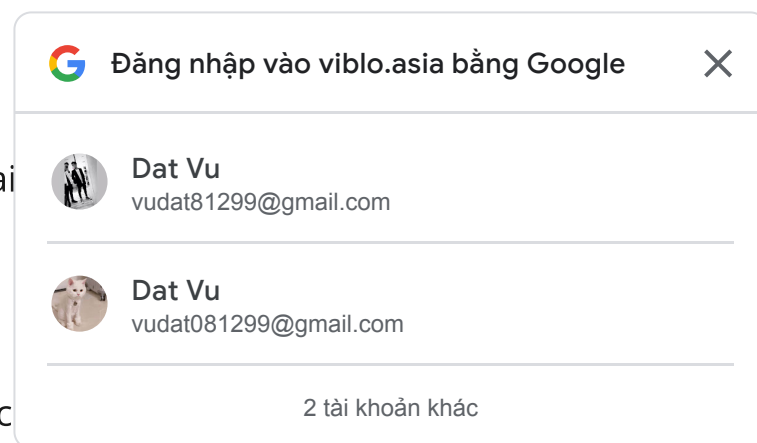 Đăng nhập vào viblo.asia bằng Google
Dat Vu
vudat81299@gmail.com
Dat Vu
vudat081299@gmail.com
2 tài khoản khác